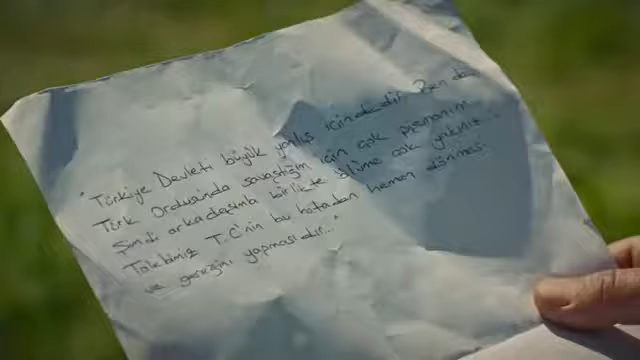 "Türkiye Devleti büyük yanlış içindedir. Ben de
Türk Ordusunda savaştığım için çok pişmanım.
Şimdi arkadaşımla birlikte ölüme çok yakınız...
Talebimiz T.C'nin bu hatadan hemen dönmesi
ve gereğini yapmasıdır..."